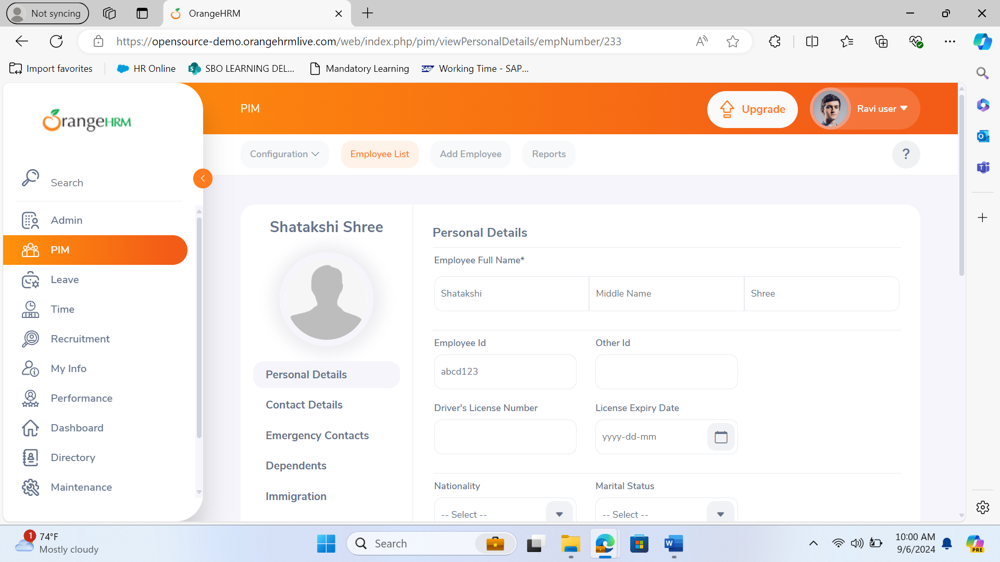 Not syncing
OrangeHRM
https://opensource-demo.orangehrmlive.com/web/index.php/pim/viewPersonalDetails/empNumber/233
Import favorites
HR Online
SBO LEARNING DEL...
Mandatory Learning
SAP Working Time - SAP...
OrangeHRM
PIM
Upgrade
Ravi user
Configuration
Employee List
Add Employee
Reports
?
Search
Admin
PIM
Leave
Time
Recruitment
My Info
Performance
Dashboard
Directory
Maintenance
Shatakshi Shree
Personal Details
Contact Details
Emergency Contacts
Dependents
Immigration
Personal Details
Employee Full Name*
Shatakshi
Middle Name
Shree
Employee Id
Other Id
abcd123
Driver's License Number
License Expiry Date
yyyy-dd-mm
Nationality
Marital Status
-- Select --
-- Select --
1
74°F
Mostly cloudy
Search
10:00 AM
9/6/2024
PRE